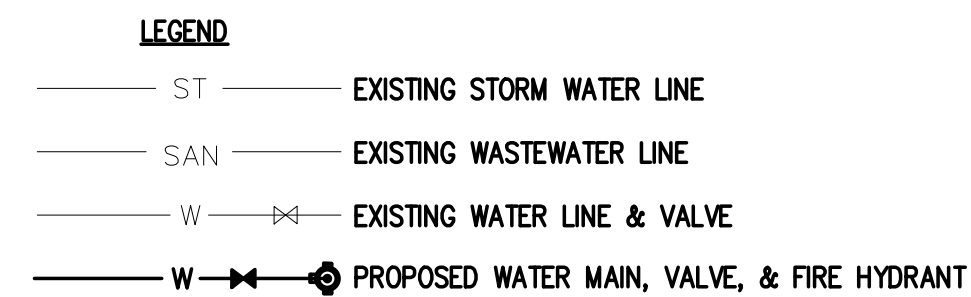 LEGEND
ST EXISTING STORM WATER LINE
SAN EXISTING WASTEWATER LINE
W EXISTING WATER LINE & VALVE
W PROPOSED WATER MAIN, VALVE, & FIRE HYDRANT